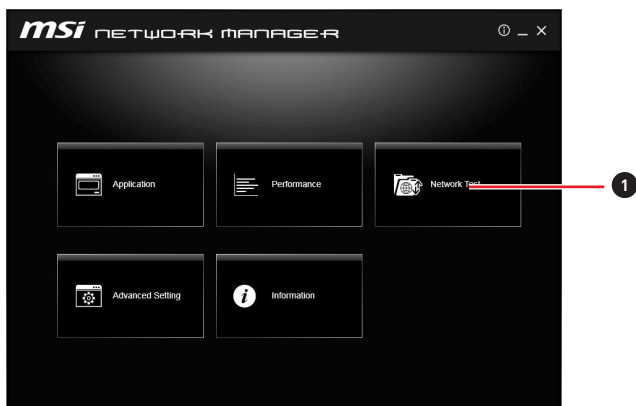 msi NETWORK MANAGER
Application
Performance
Network Test
1
Advanced Setting
Information